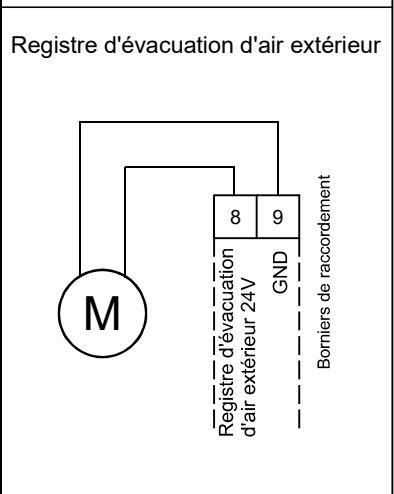 Registre d'évacuation d'air extérieur
8 9
M
Registre d'évacuation
d'air extérieur 24V
GND
Borniers de raccordement